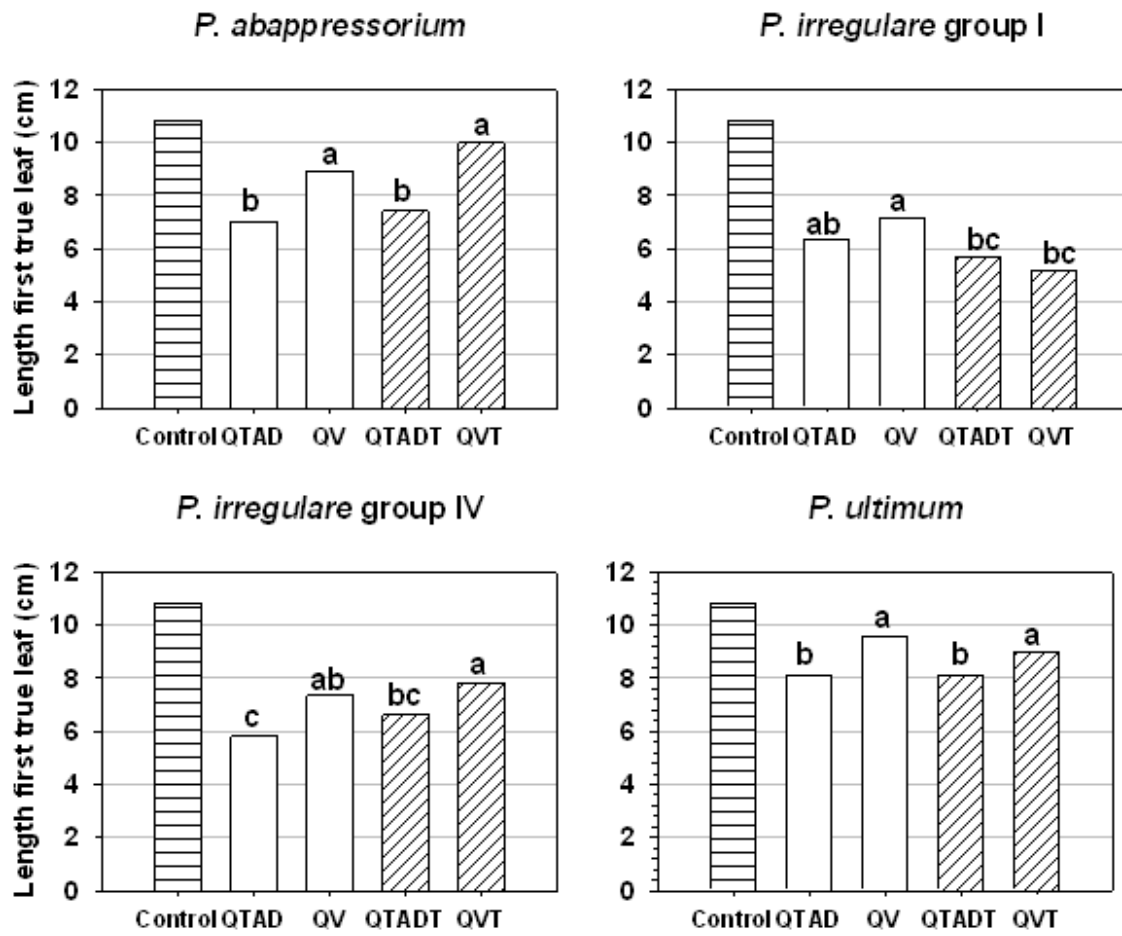 P. abappressorium
Length first true leaf (cm)
12
10
8
6
4
2
0
b
a
b
a
Control QTAD QV QTADT QVT
P. irregulare group I
12
10
8
6
4
2
0
ab
a
bc
bc
Control QTAD QV QTADT QVT
P. irregulare group IV
Length first true leaf (cm)
12
10
8
6
4
2
0
c
ab
bc
a
Control QTAD QV QTADT QVT
P. ultimum
12
10
8
6
4
2
0
b
a
b
a
Control QTAD QV QTADT QVT